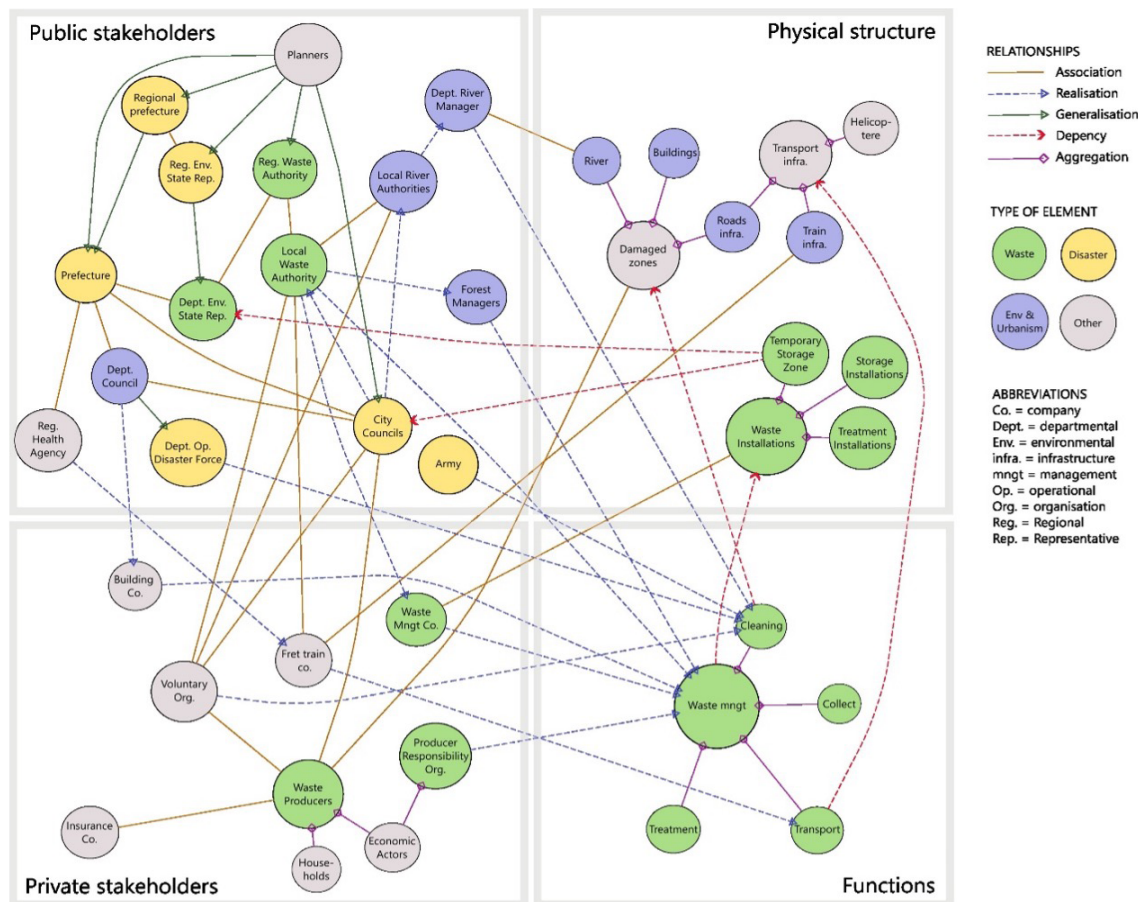 Public stakeholders
Physical structure
Planners
Regional
prefecture
Dept. River
Manager
Reg. Env.
State Rep.
Reg. Waste
Authority
Local River
Authorities
Local
Waste
Authority
Prefecture
Dept. Env.
State Rep.
Forest
Managers
Dept.
Council
Reg.
Health
Agency
Dept. Op.
Disaster Force
City
Councils
Army
River
Buildings
Transport
infra.
Helicop-
tere
Roads
infra.
Train
infra.
Damaged
zones
Temporary
Storage
Zone
Storage
Installations
Waste
Installations
Treatment
Installations
Building
Co.
Waste
Mngt Co.
Fret train
co.
Voluntary
Org.
Producer
Responsibility
Org.
Waste
Producers
Insurance
Co.
House-
holds
Economic
Actors
Private stakeholders
Cleaning
Waste mngt
Collect
Treatment
Transport
Functions
RELATIONSHIPS
Association
Realisation
Generalisation
Depency
Aggregation
TYPE OF ELEMENT
Waste
Disaster
Env &
Urbanism
Other
ABBREVIATIONS
Co. = company
Dept. = departmental
Env. = environmental
infra. = infrastructure
mngt = management
Op. = operational
Org. = organisation
Reg. = Regional
Rep. = Representative